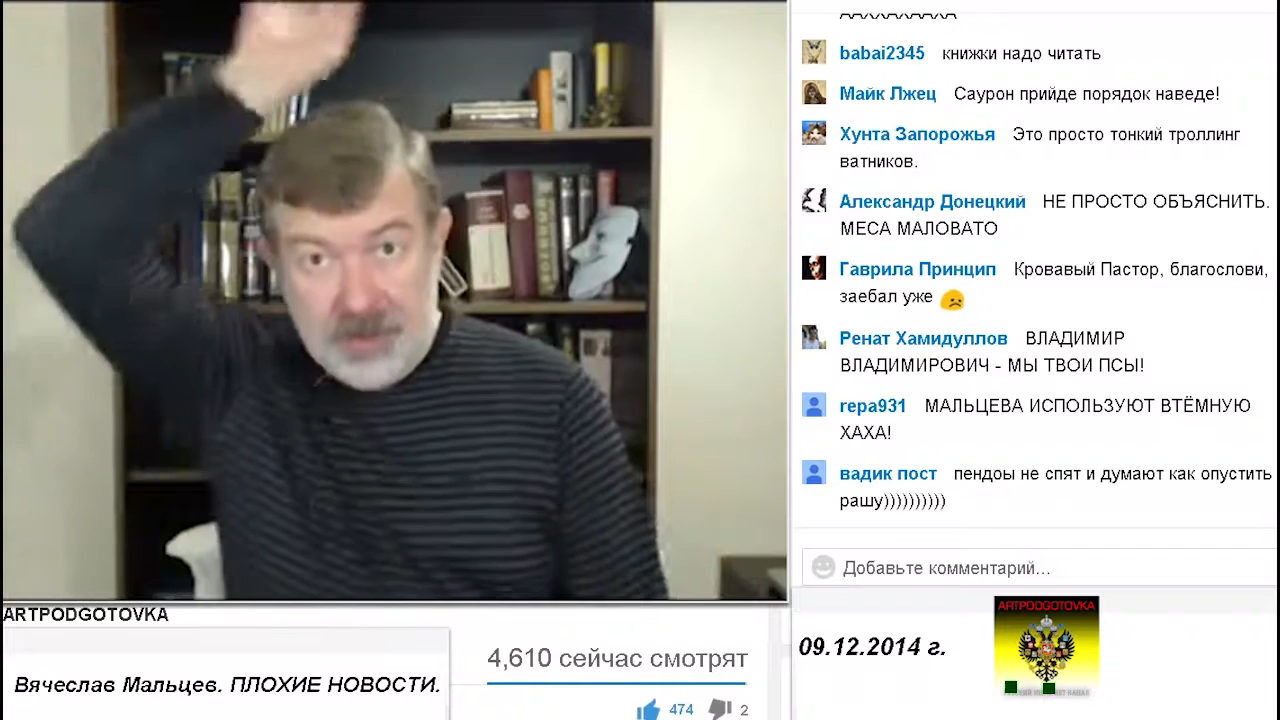 ААХХАХААХА
babai2345 книжки надо читать
Майк Лжец Саурон прийде порядок наведе!
Хунта Запорожья Это просто тонкий троллинг
ватников.
Александр Донецкий НЕ ПРОСТО ОБЪЯСНИТЬ.
МЕСА МАЛОВАТО
Гаврила Принцип Кровавый Пастор, благослови,
заебал уже
Ренат Хамидуллов ВЛАДИМИР
ВЛАДИМИРОВИЧ - МЫ ТВОИ ПСЫ!
repa931 МАЛЬЦЕВА ИСПОЛЬЗУЮТ ВТЁМНУЮ
ХАХА!
вадик пост пендоы не спят и думают как опустить
рашу))))))))))
Добавьте комментарий...
ARTPODGOTOVKA
Вячеслав Мальцев. ПЛОХИЕ НОВОСТИ.
4,610 сейчас смотрят
474 2
09.12.2014 г.
ARTPODGOTOVKA